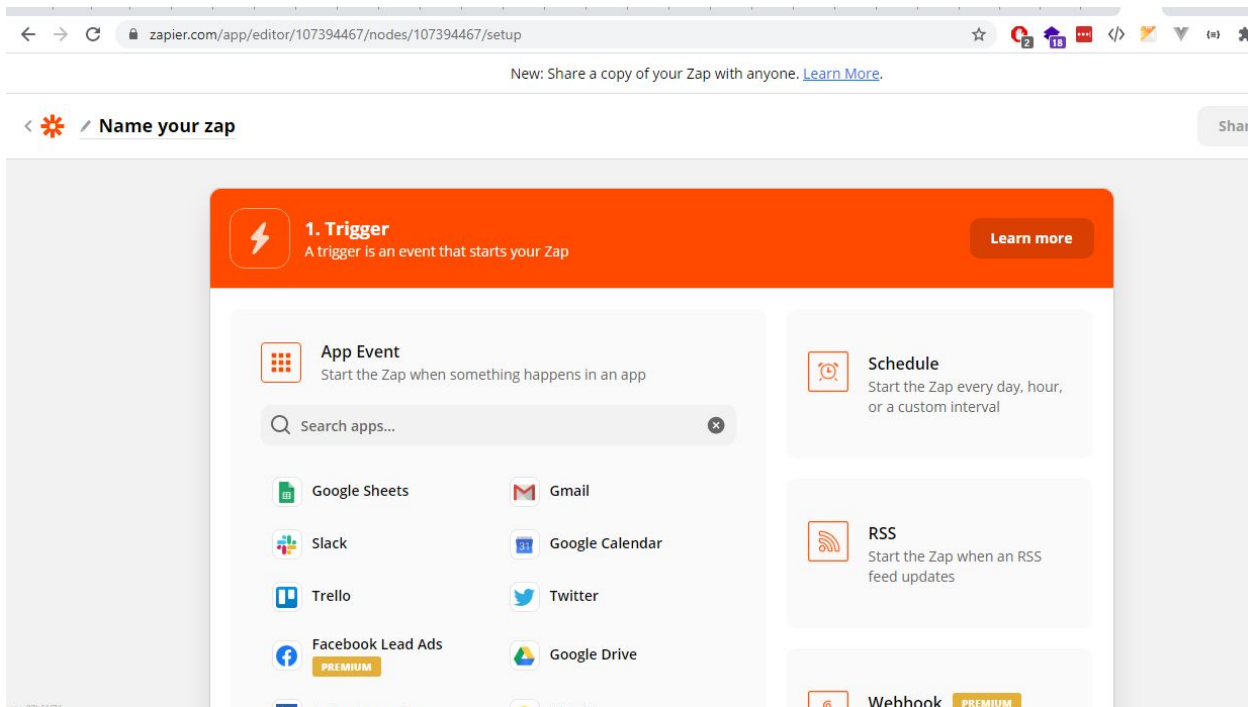 zapier.com/app/editor/107394467/nodes/107394467/setup
2
18
New: Share a copy of your Zap with anyone. Learn More.
Name your zap
Shar
1. Trigger
A trigger is an event that starts your Zap
Learn more
App Event
Start the Zap when something happens in an app
Search apps...
Google Sheets
Gmail
Slack
31
Google Calendar
Trello
Twitter
Facebook Lead Ads
PREMIUM
Google Drive
Schedule
Start the Zap every day, hour,
or a custom interval
RSS
Start the Zap when an RSS
feed updates
Webhook PREMIUM